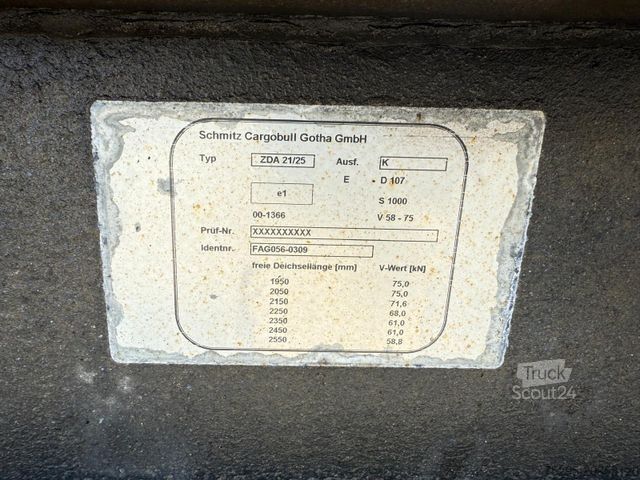 Schmitz Cargobull Gotha GmbH
Typ ZDA 21/25 Ausf. K
E D 107
e1 S 1000
00-1366 V 58 - 75
Prüf-Nr. XXXXXXXXXX
Identnr. FAG056-0309
freie Deichsellänge [mm] V-Wert [kN]
1950 75,0
2050 75,0
2150 71,6
2250 68,0
2350 61,0
2450 61,0
2550 58,8
Truck
Scout24